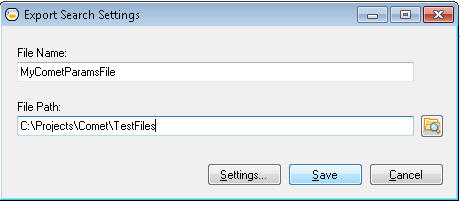 Export Search Settings
File Name:
MyCometParamsFile
File Path:
C:\Projects\Comet\TestFiles
Settings... Save Cancel